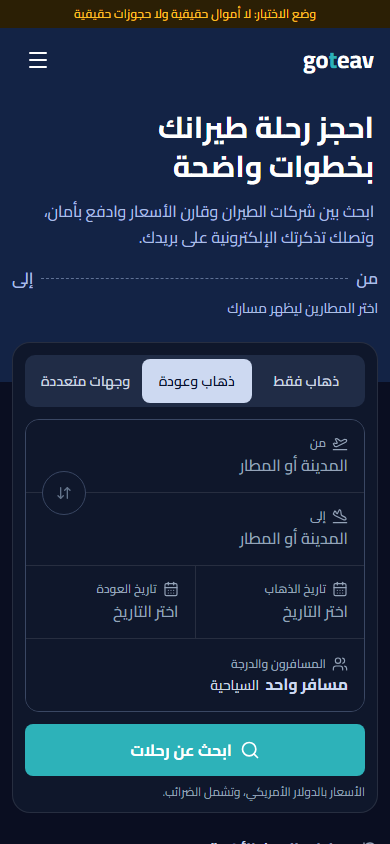 وضع الاختبار: لا أموال حقيقية ولا حجوزات حقيقية
goteav
احجز رحلة طيرانك
بخطوات واضحة
ابحث بين شركات الطيران وقارن الأسعار وادفع بأمان،
وتصلك تذكرتك الإلكترونية على بريدك.
من إلى
اختر المطارين ليظهر مسارك
ذهاب فقط ذهاب وعودة وجهات متعددة
من
المدينة أو المطار
إلى
المدينة أو المطار
تاريخ الذهاب تاريخ العودة
اختر التاريخ اختر التاريخ
المسافرون والدرجة
مسافر واحد السياحية
ابحث عن رحلات
الأسعار بالدولار الأمريكي، وتشمل الضرائب.